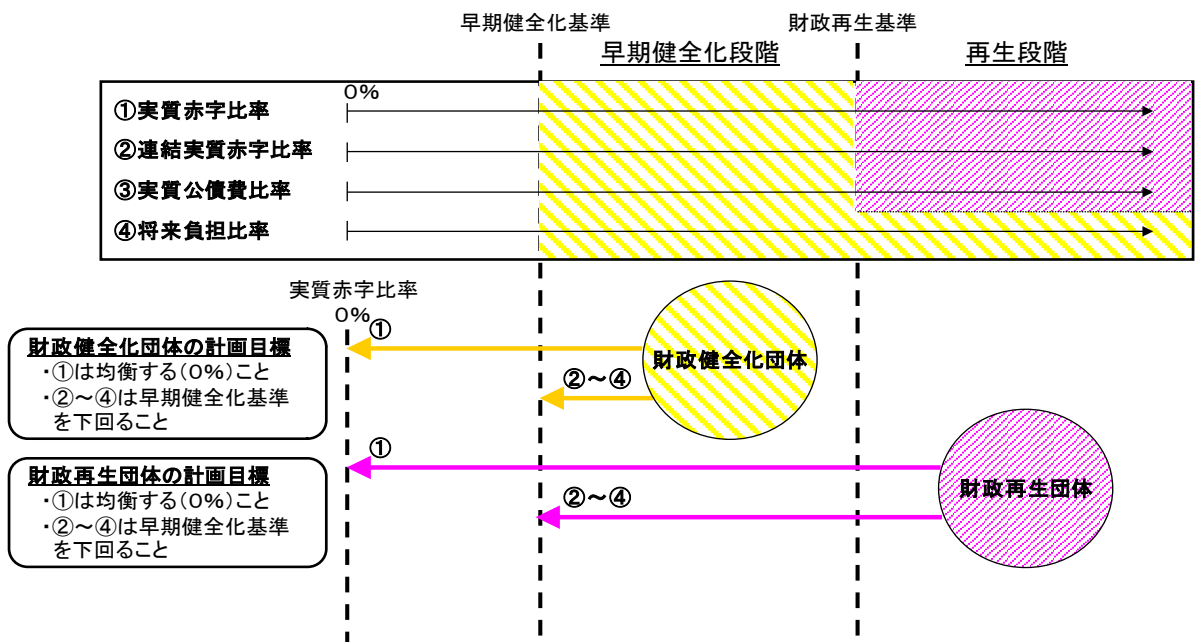 早期健全化基準
財政再生基準
早期健全化段階
再生段階
0%
①実質赤字比率
②連結実質赤字比率
③実質公債費比率
④将来負担比率
実質赤字比率
0%
①
財政健全化団体の計画目標
・①は均衡する(0%)こと
・②～④は早期健全化基準
を下回ること
②～④
財政健全化団体
①
財政再生団体の計画目標
・①は均衡する(0%)こと
・②～④は早期健全化基準
を下回ること
②～④
財政再生団体